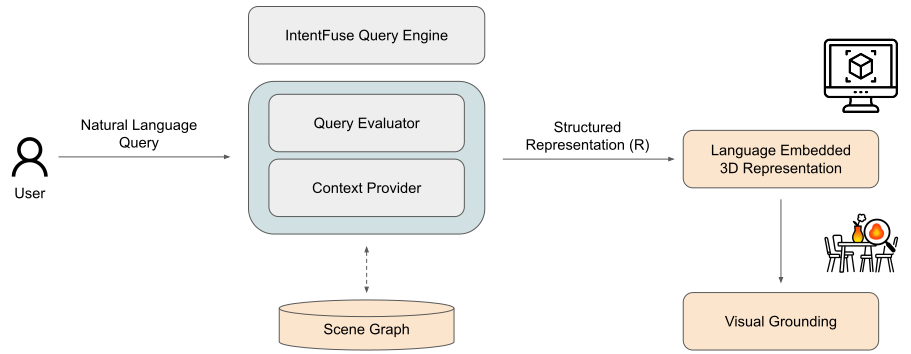 IntentFuse Query Engine
Natural Language
Query
User
Query Evaluator
Context Provider
Structured
Representation (R)
Language Embedded
3D Representation
Scene Graph
Visual Grounding